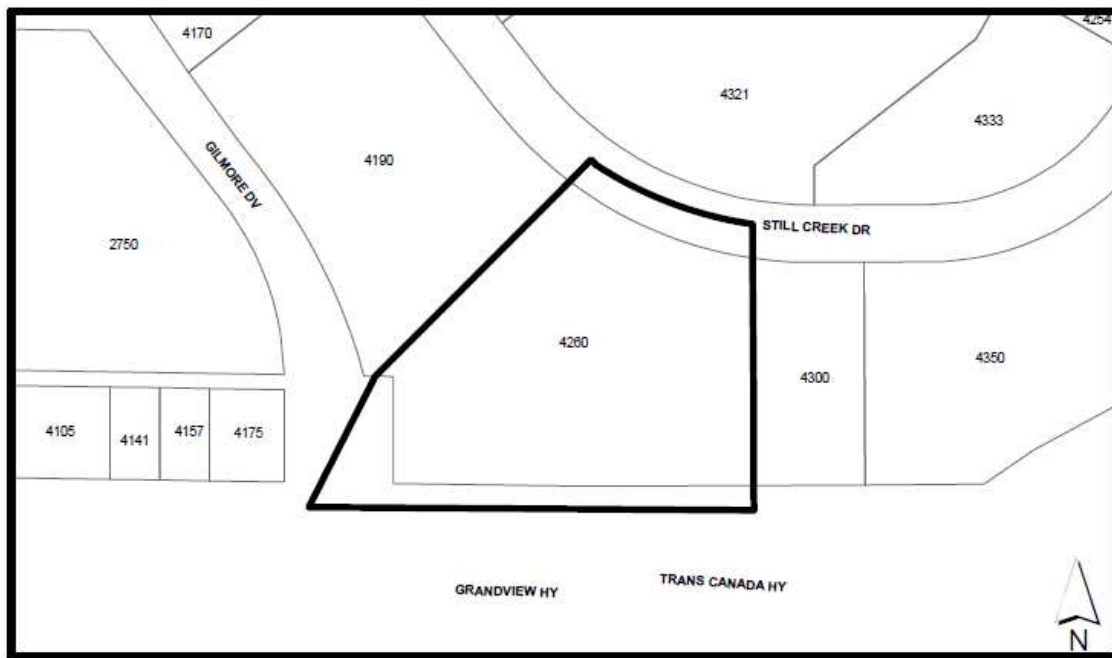 4170
4254
4321
4333
4190
GILMORE DV
2750
STILL CREEK DR
4260
4300
4350
4105
4141
4157
4175
GRANDVIEW HY
TRANS CANADA HY
N